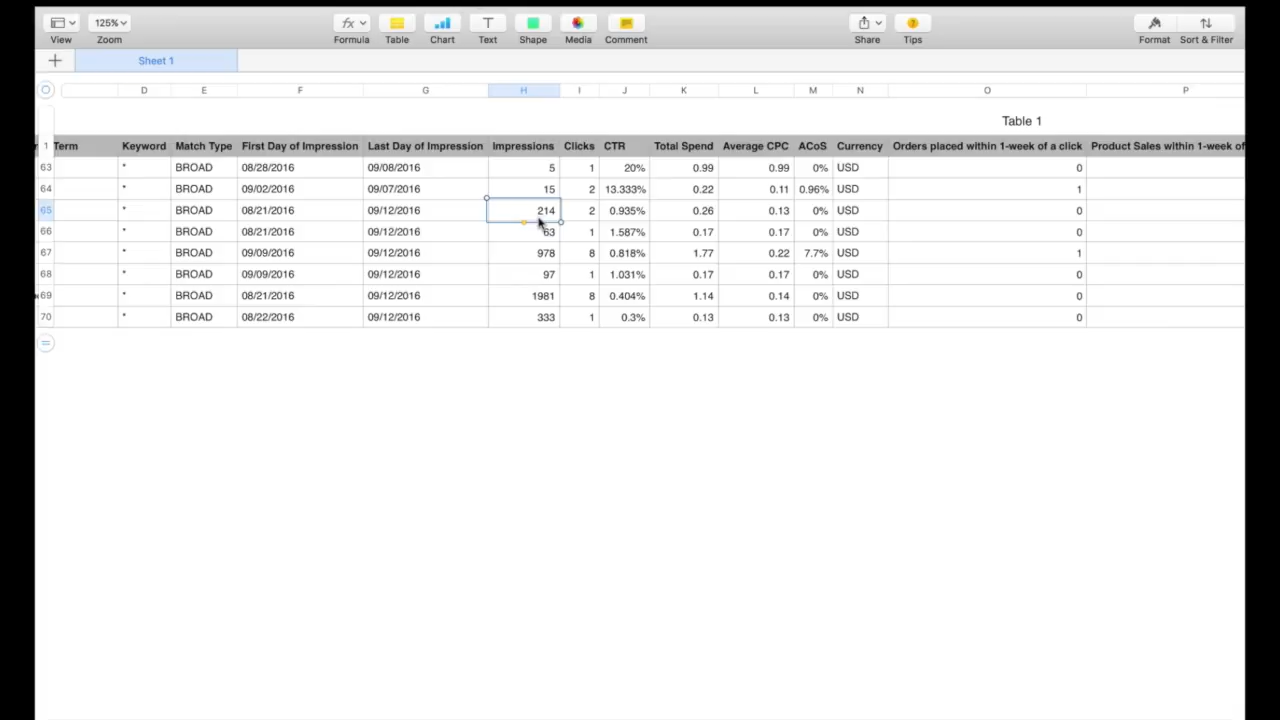 125%
View Zoom Formula Table Chart Text Shape Media Comment Share Tips Format Sort & Filter
Sheet 1
D E F G H I J K L M N O P
Table 1
1 Term Keyword Match Type First Day of Impression Last Day of Impression Impressions Clicks CTR Total Spend Average CPC ACoS Currency Orders placed within 1-week of a click Product Sales within 1-week of
63 * BROAD 08/28/2016 09/08/2016 5 1 20% 0.99 0.99 0% USD 0
64 * BROAD 09/02/2016 09/07/2016 15 2 13.333% 0.22 0.11 0.96% USD 1
65 * BROAD 08/21/2016 09/12/2016 214 2 0.935% 0.26 0.13 0% USD 0
66 * BROAD 08/21/2016 09/12/2016 63 1 1.587% 0.17 0.17 0% USD 0
67 * BROAD 09/09/2016 09/12/2016 978 8 0.818% 1.77 0.22 7.7% USD 1
68 * BROAD 09/09/2016 09/12/2016 97 1 1.031% 0.17 0.17 0% USD 0
69 * BROAD 08/21/2016 09/12/2016 1981 8 0.404% 1.14 0.14 0% USD 0
70 * BROAD 08/22/2016 09/12/2016 333 1 0.3% 0.13 0.13 0% USD 0